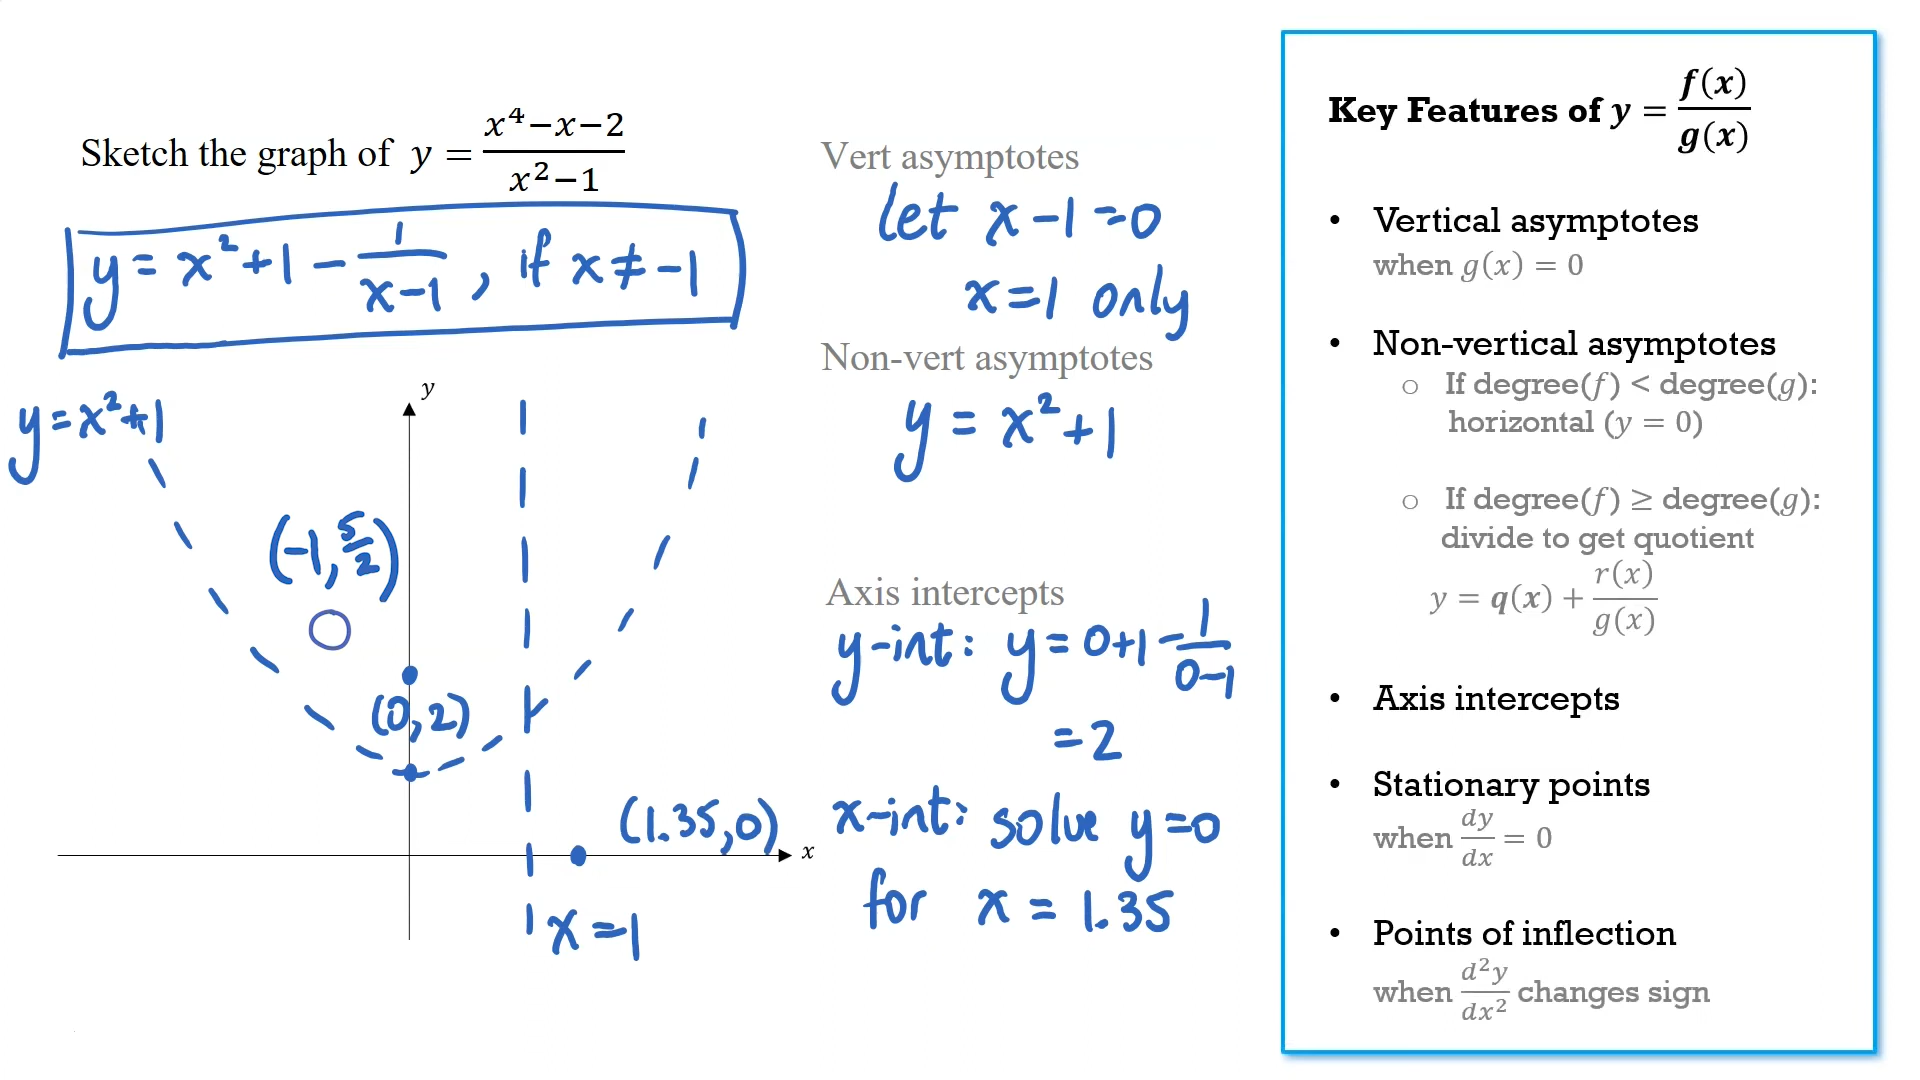 Sketch the graph of y = (x⁴−x−2)/(x²−1)
y = x²+1 − 1/(x−1), if x ≠ −1
y
y = x²+1
(−1, 5/2)
(0, 2)
(1.35, 0)
x
x = 1
Vert asymptotes
let x−1 = 0
x = 1 only
Non-vert asymptotes
y = x²+1
Axis intercepts
y-int: y = 0+1 − 1/(0−1)
= 2
x-int: solve y = 0
for x = 1.35
Key Features of y = f(x)/g(x)
• Vertical asymptotes
when g(x) = 0
• Non-vertical asymptotes
○ If degree(f) < degree(g):
horizontal (y = 0)
○ If degree(f) ≥ degree(g):
divide to get quotient
y = q(x) + r(x)/g(x)
• Axis intercepts
• Stationary points
when dy/dx = 0
• Points of inflection
when d²y/dx² changes sign